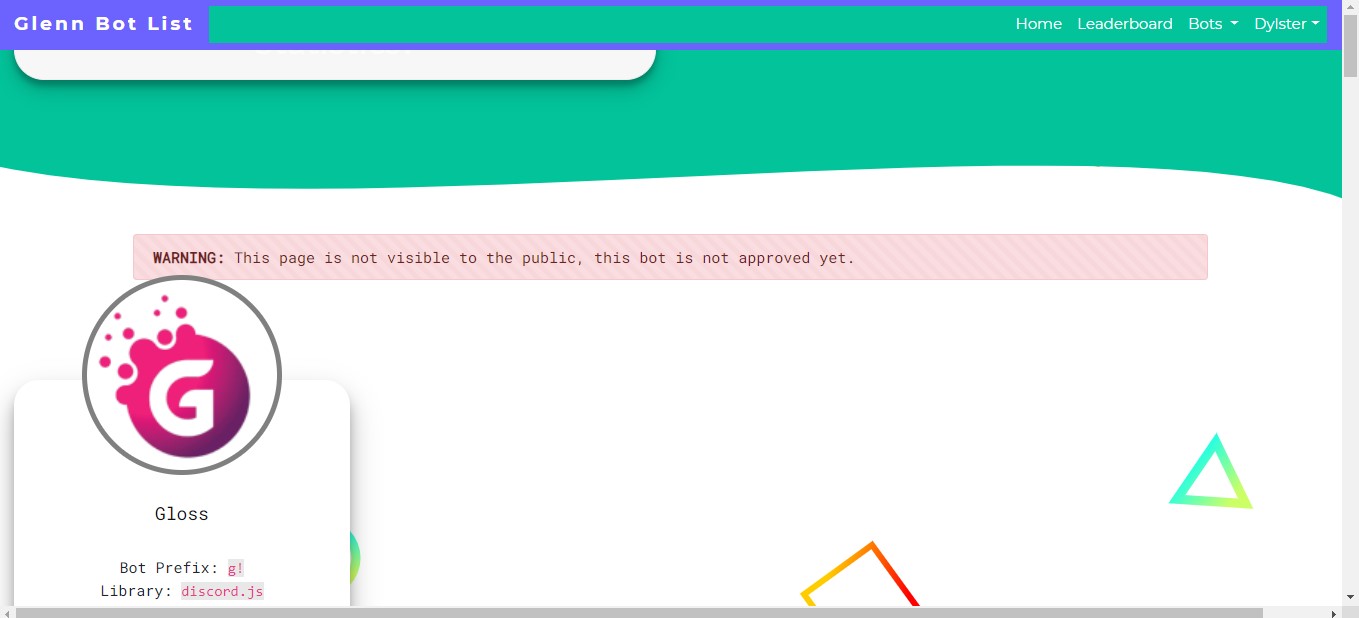 Glenn Bot List
Home Leaderboard Bots Dylster
WARNING: This page is not visible to the public, this bot is not approved yet.
G
Gloss
Bot Prefix: g!
Library: discord.js